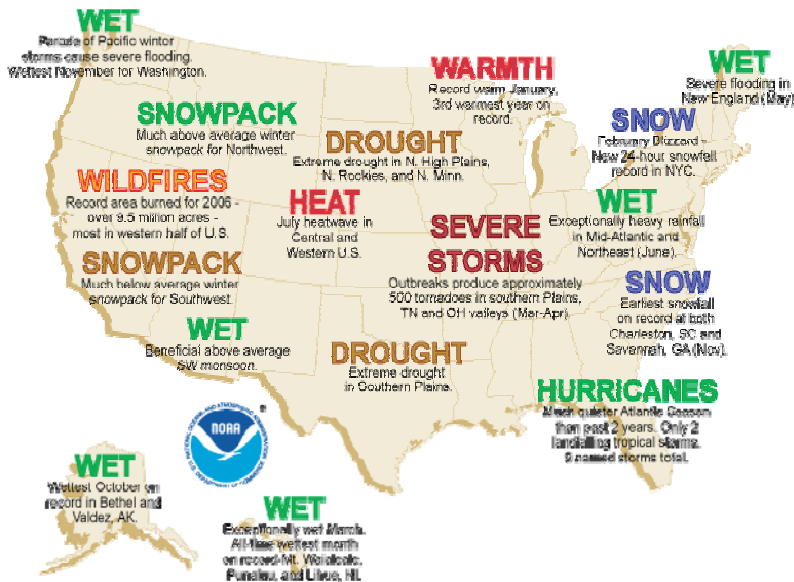 WET
Parade of Pacific winter
storms cause severe flooding.
Wettest November for Washington.
WARMTH
Record warm January,
3rd warmest year on
record.
WET
Severe flooding in
New England (May)
SNOWPACK
Much above average winter
snowpack for Northwest.
DROUGHT
Extreme drought in N. High Plains,
N. Rockies, and N. Minn.
SNOW
February Blizzard -
New 24-hour snowfall
record in NYC.
WILDFIRES
Record area burned for 2006 -
over 9.5 million acres -
most in western half of U.S.
HEAT
July heatwave in
Central and
Western U.S.
SEVERE
STORMS
Outbreaks produce approximately
500 tornadoes in southern Plains,
TN and OH valleys (Mar-Apr).
WET
Exceptionally heavy rainfall
in Mid-Atlantic and
Northeast (June).
SNOWPACK
Much below average winter
snowpack for Southwest.
SNOW
Earliest snowfall
on record at both
Charleston, SC and
Savannah, GA (Nov).
WET
Beneficial above average
SW monsoon.
DROUGHT
Extreme drought
in Southern Plains.
HURRICANES
Much quieter Atlantic Season
than past 2 years. Only 2
landfalling tropical storms.
9 named storms total.
NOAA
WET
Wettest October on
record in Bethel and
Valdez, AK.
WET
Exceptionally wet March.
All-time wettest month
on record-Mt. Waialeale,
Punaluu, and Lihue, HI.